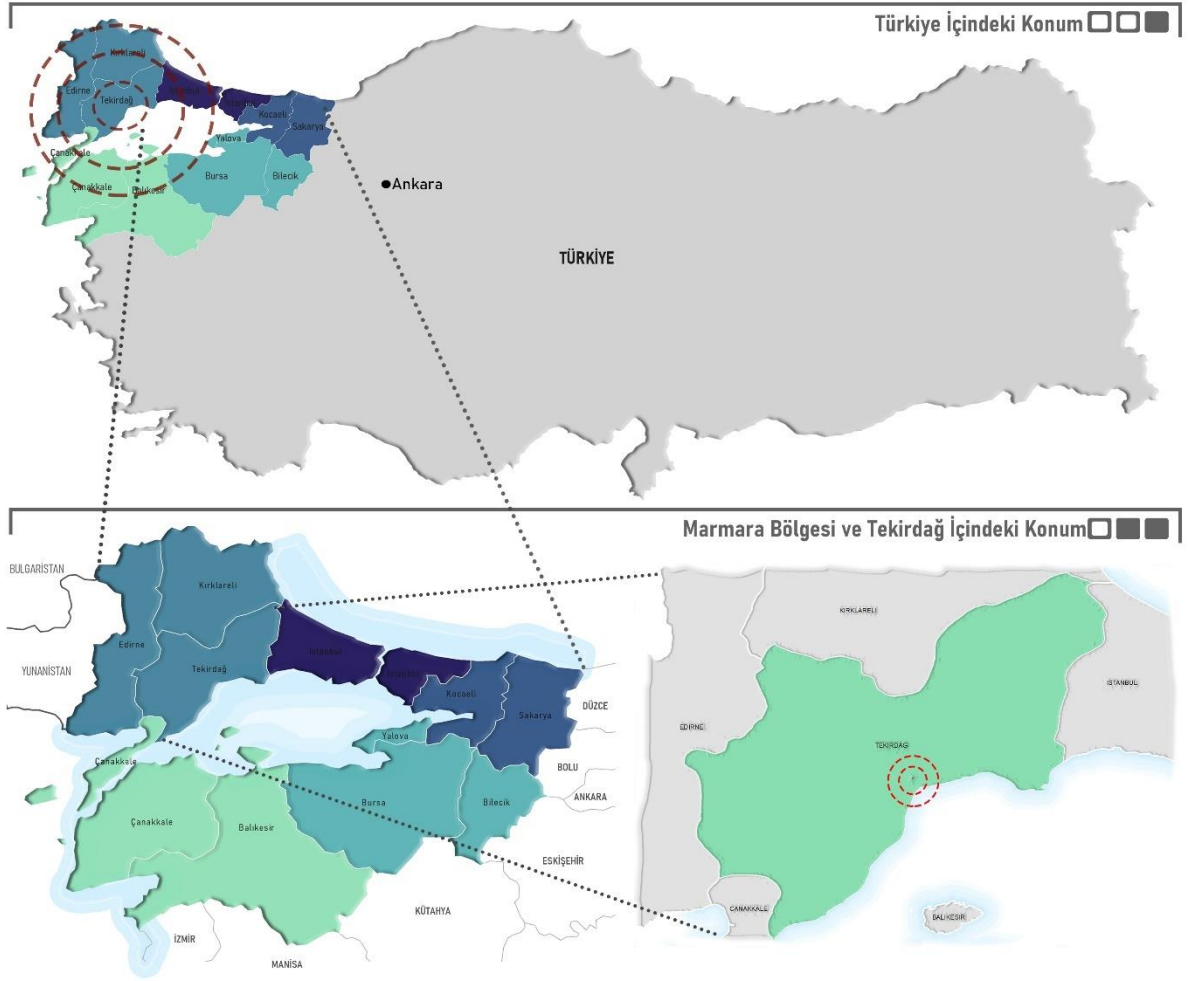 Türkiye İçindeki Konum
Kırklareli
Edirne
Tekirdağ
İstanbul
İstanbul
Kocaeli
Sakarya
Yalova
Çanakkale
Çanakkale
Balıkesir
Bursa
Bilecik
Ankara
TÜRKİYE
Marmara Bölgesi ve Tekirdağ İçindeki Konum
BULGARİSTAN
YUNANİSTAN
Kırklareli
Edirne
Tekirdağ
İstanbul
İstanbul
Kocaeli
Sakarya
DÜZCE
Yalova
BOLU
ANKARA
Çanakkale
Çanakkale
Balıkesir
Bursa
Bilecik
ESKİŞEHİR
KÜTAHYA
İZMİR
MANİSA
KIRKLARELİ
İSTANBUL
EDİRNE
TEKİRDAĞ
ÇANAKKALE
BALIKESİR